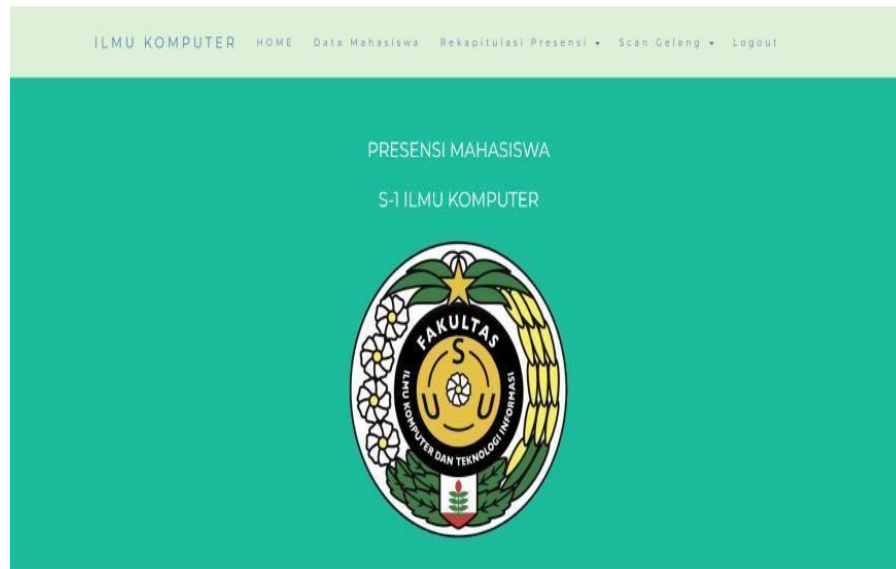 ILMU KOMPUTER HOME Data Mahasiswa Rekapitulasi Presensi Scan Gelang Logout
PRESENSI MAHASISWA
S-1 ILMU KOMPUTER
FAKULTAS
S
U U
ILMU KOMPUTER DAN TEKNOLOGI INFORMASI